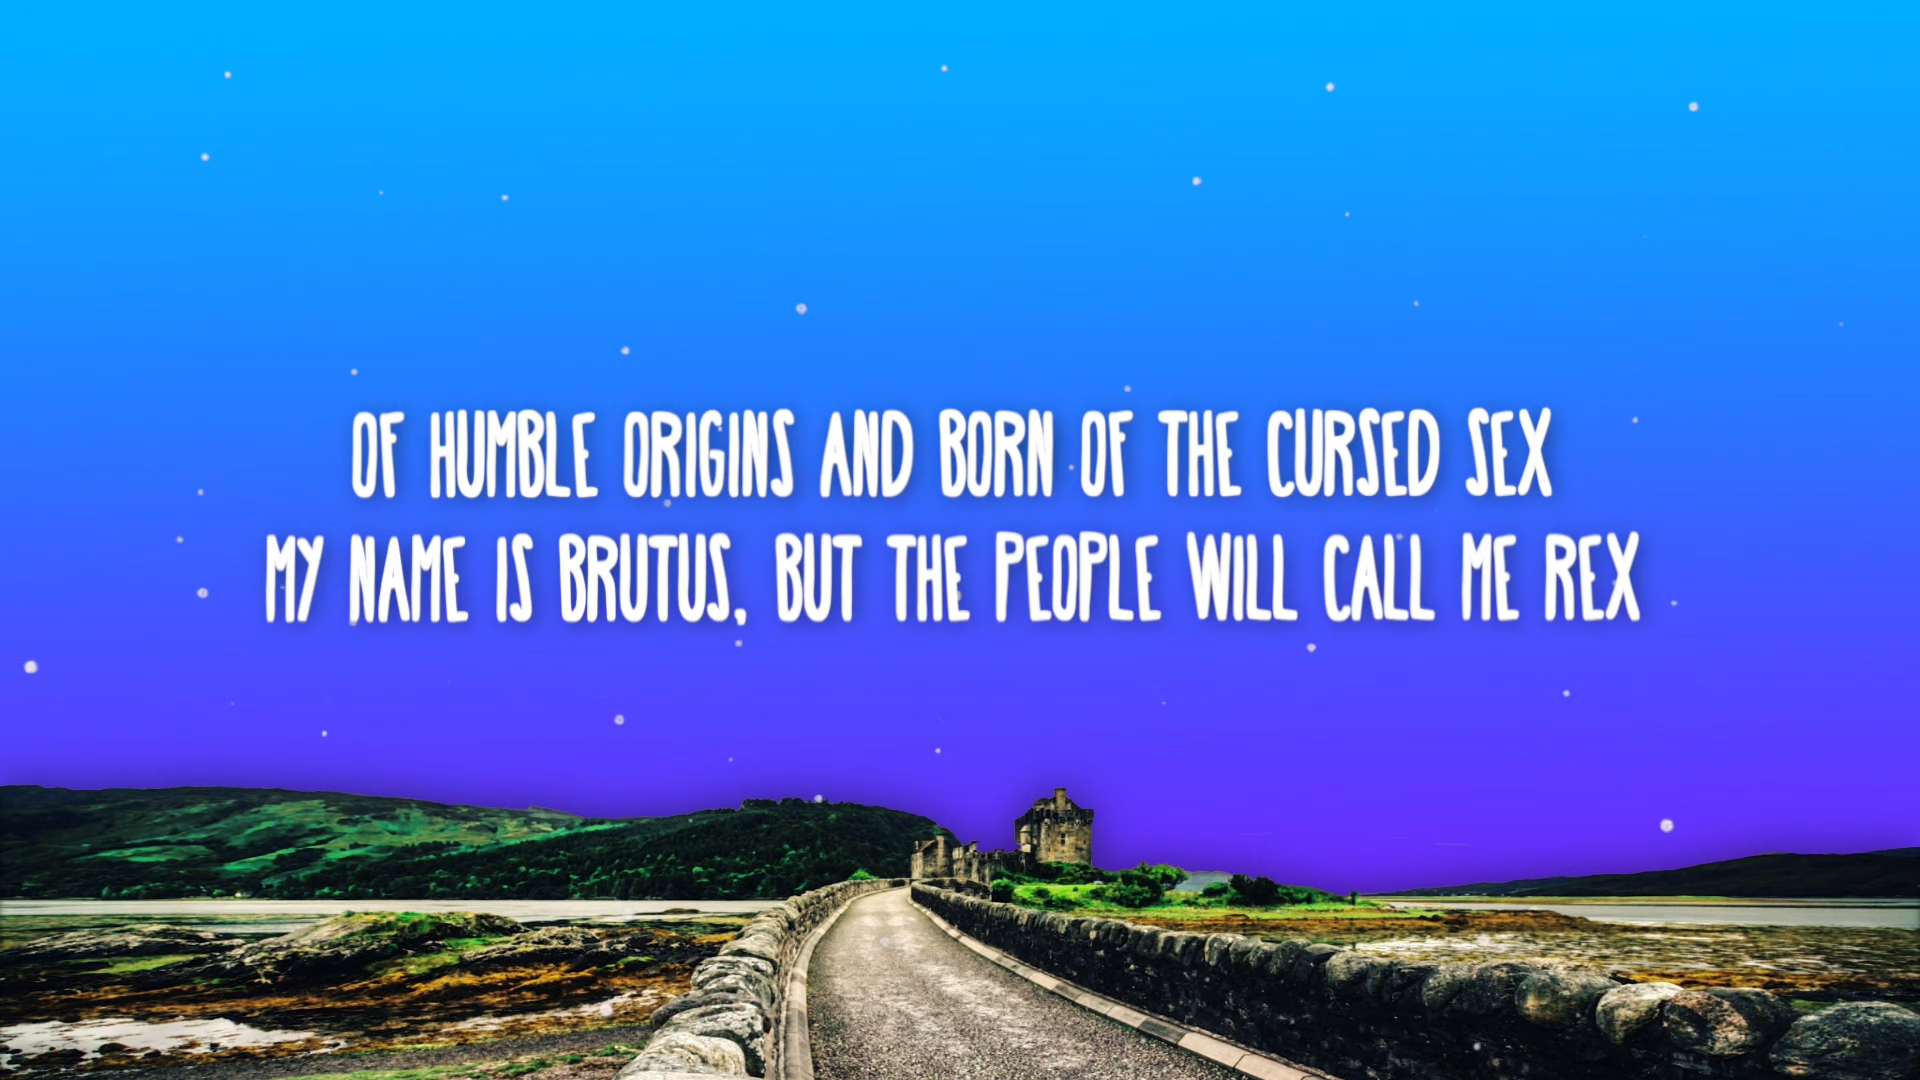 OF HUMBLE ORIGINS AND BORN OF THE CURSED SEX
MY NAME IS BRUTUS, BUT THE PEOPLE WILL CALL ME REX